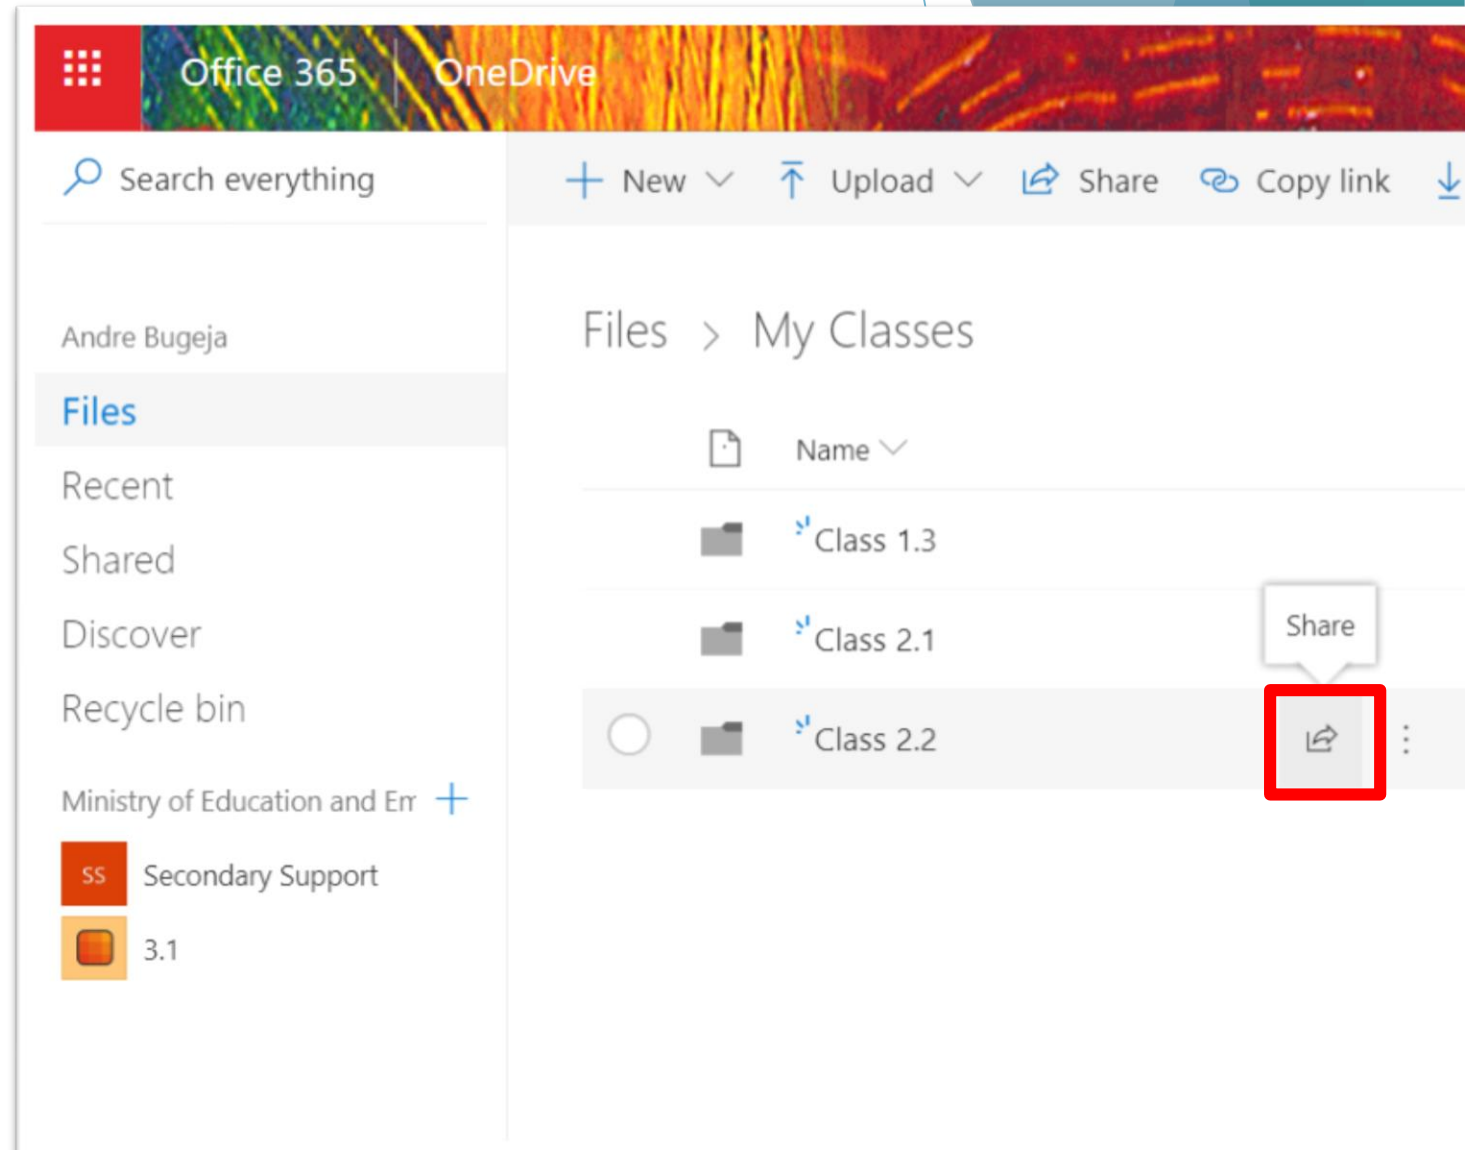 Office 365 OneDrive
Search everything
New Upload Share Copy link
Andre Bugeja
Files
Recent
Shared
Discover
Recycle bin
Ministry of Education and Em
SS Secondary Support
3.1
Files > My Classes
Name
Class 1.3
Class 2.1
Share
Class 2.2